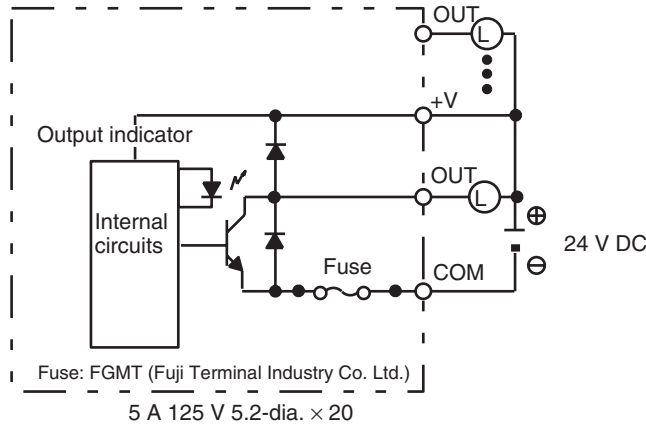 OUT
L
+V
Output indicator
OUT
L
Internal
circuits
⊕
24 V DC
Fuse
⊖
COM
Fuse: FGMT (Fuji Terminal Industry Co. Ltd.)
5 A 125 V 5.2-dia. × 20